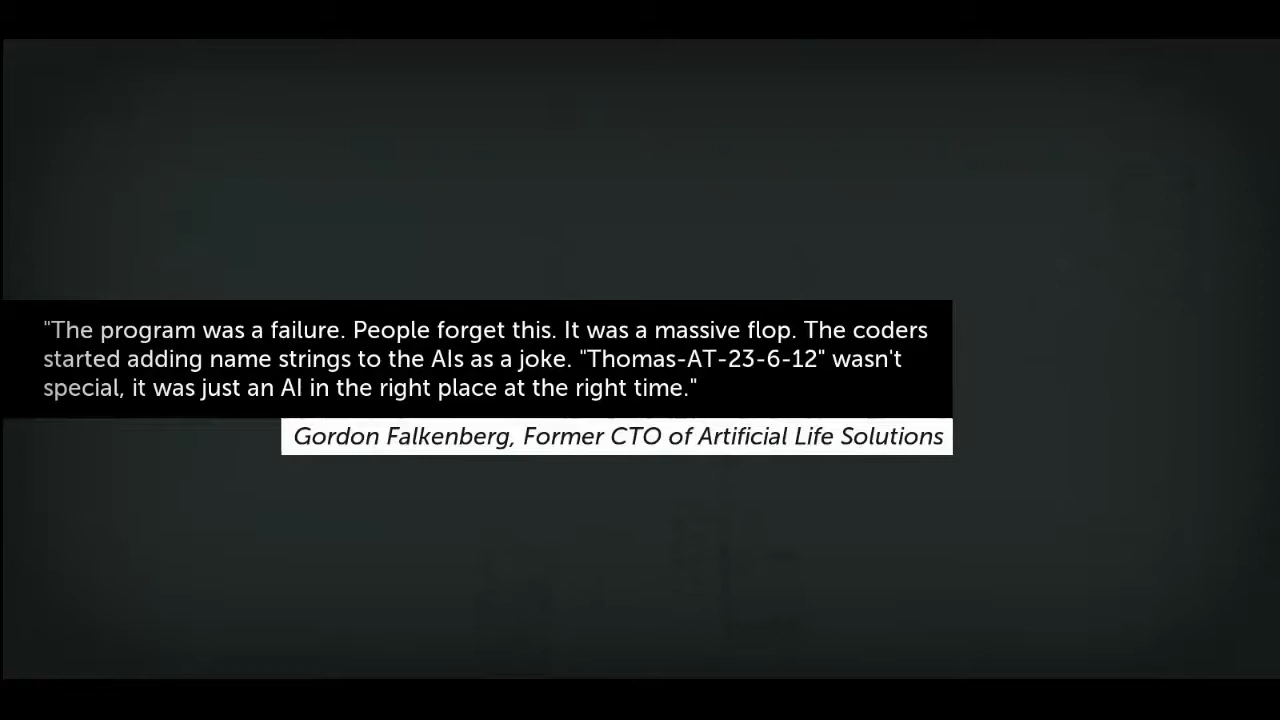 "The program was a failure. People forget this. It was a massive flop. The coders
started adding name strings to the AIs as a joke. "Thomas-AT-23-6-12" wasn't
special, it was just an AI in the right place at the right time."
Gordon Falkenberg, Former CTO of Artificial Life Solutions